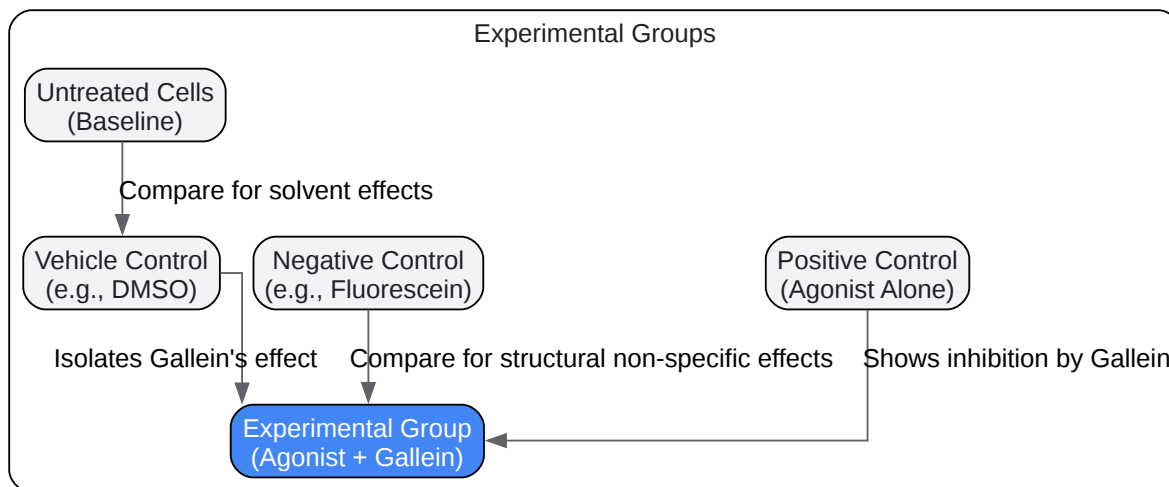 Experimental Groups
Untreated Cells
(Baseline)
Compare for solvent effects
Vehicle Control
(e.g., DMSO)
Negative Control
(e.g., Fluorescein)
Positive Control
(Agonist Alone)
Isolates Gallein's effect
Compare for structural non-specific effects
Shows inhibition by Gallein
Experimental Group
(Agonist + Gallein)